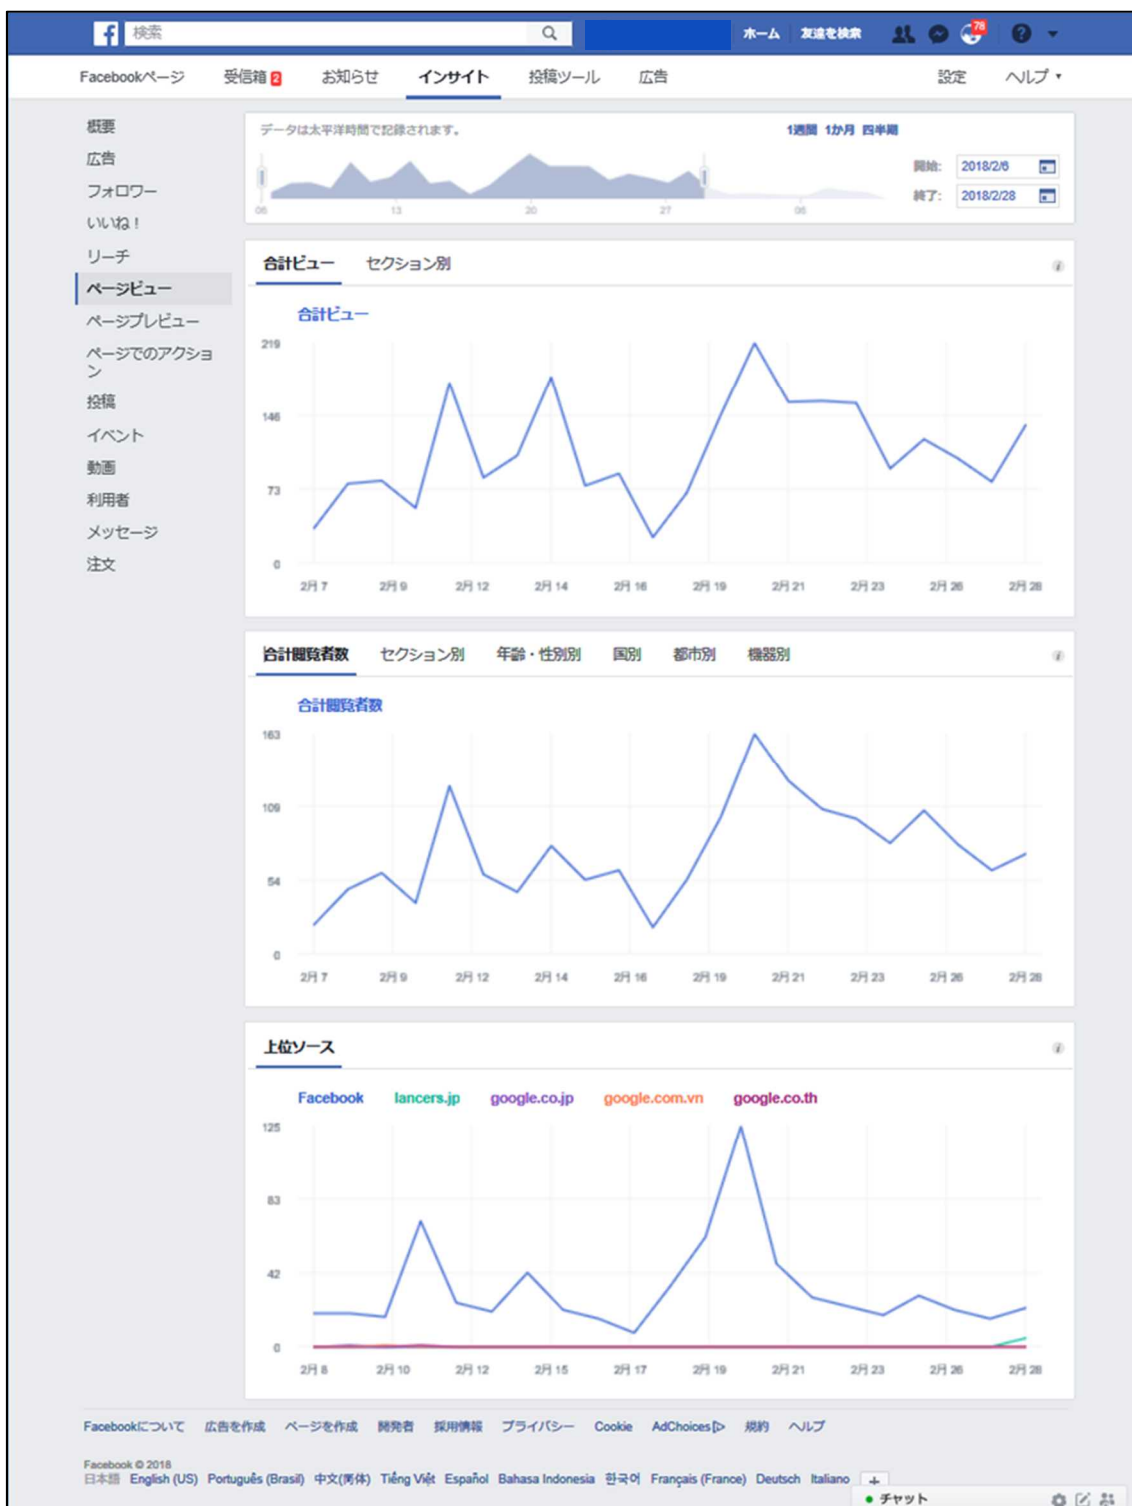 検索
ホーム 友達を検索 78
Facebookページ 受信箱 2 お知らせ インサイト 投稿ツール 広告 設定 ヘルプ
概要
広告
フォロワー
いいね！
リーチ
ページビュー
ページプレビュー
ページでのアクショ
ン
投稿
イベント
動画
利用者
メッセージ
注文
データは太平洋時間で記録されます。 1週間 1か月 四半期
開始: 2018/2/6
終了: 2018/2/28
06 13 20 27 06
合計ビュー セクション別
合計ビュー
219
146
73
0
2月 7 2月 9 2月 12 2月 14 2月 16 2月 19 2月 21 2月 23 2月 26 2月 28
合計閲覧者数 セクション別 年齢・性別別 国別 都市別 機器別
合計閲覧者数
163
109
54
0
2月 7 2月 9 2月 12 2月 14 2月 16 2月 19 2月 21 2月 23 2月 26 2月 28
上位ソース
Facebook lancers.jp google.co.jp google.com.vn google.co.th
125
83
42
0
2月 8 2月 10 2月 12 2月 15 2月 17 2月 19 2月 21 2月 23 2月 26 2月 28
Facebookについて 広告を作成 ページを作成 開発者 採用情報 プライバシー Cookie AdChoices 規約 ヘルプ
Facebook © 2018
日本語 English (US) Português (Brasil) 中文(简体) Tiếng Việt Español Bahasa Indonesia 한국어 Français (France) Deutsch Italiano +
チャット